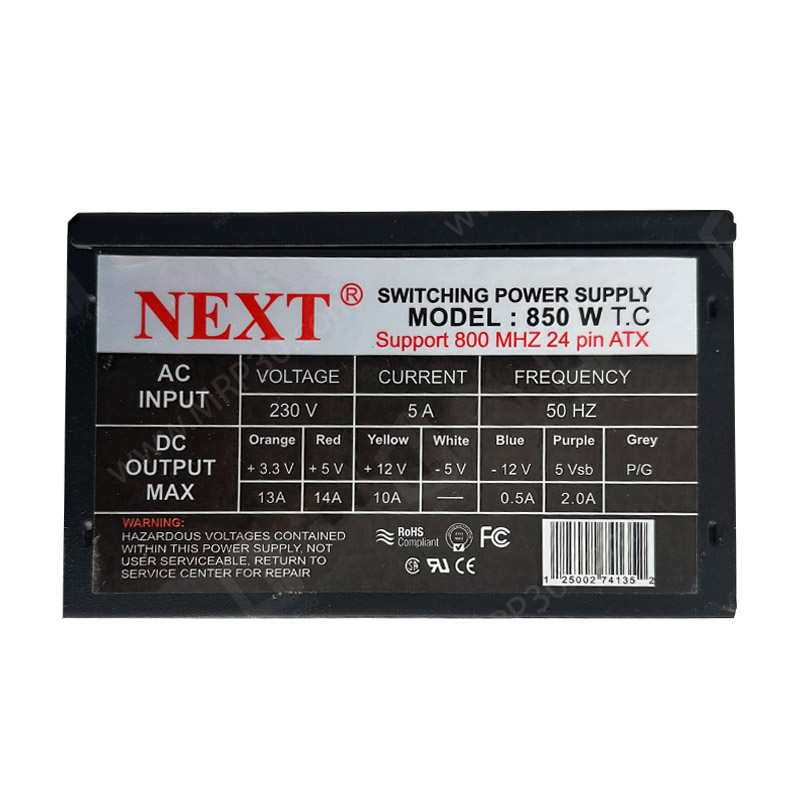 NEXT ®
SWITCHING POWER SUPPLY
MODEL : 850 W T.C
Support 800 MHZ 24 pin ATX
AC INPUT VOLTAGE CURRENT FREQUENCY
230 V 5 A 50 HZ
DC OUTPUT MAX Orange Red Yellow White Blue Purple Grey
+ 3.3 V + 5 V + 12 V - 5 V - 12 V 5 Vsb P/G
13A 14A 10A — 0.5A 2.0A
WARNING:
HAZARDOUS VOLTAGES CONTAINED
WITHIN THIS POWER SUPPLY, NOT
USER SERVICEABLE, RETURN TO
SERVICE CENTER FOR REPAIR
RoHS
Compliant
FC
CE
1 25002 74135 2